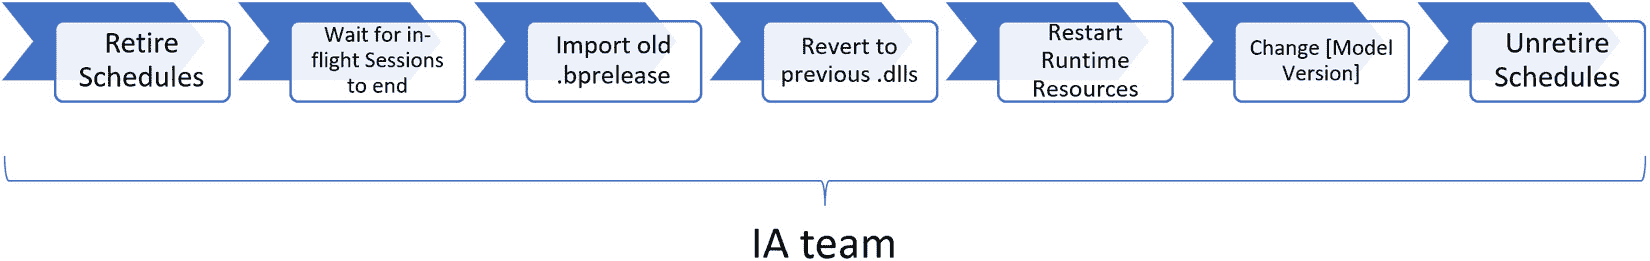 Retire
Schedules
Wait for in-
flight Sessions
to end
Import old
.bprelease
Revert to
previous .dlls
Restart
Runtime
Resources
Change [Model
Version]
Unretire
Schedules
IA team